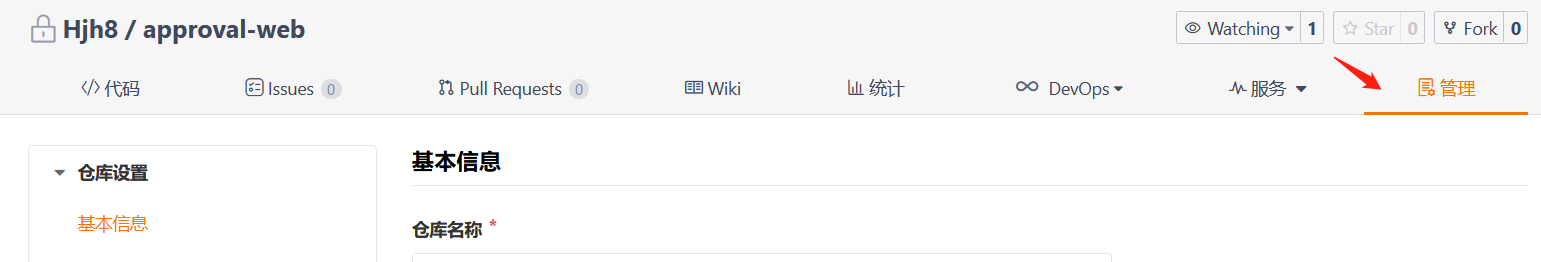 Hjh8 / approval-web
Watching 1 Star 0 Fork 0
代码 Issues 0 Pull Requests 0 Wiki 统计 DevOps 服务 管理
仓库设置
基本信息
基本信息
仓库名称 *